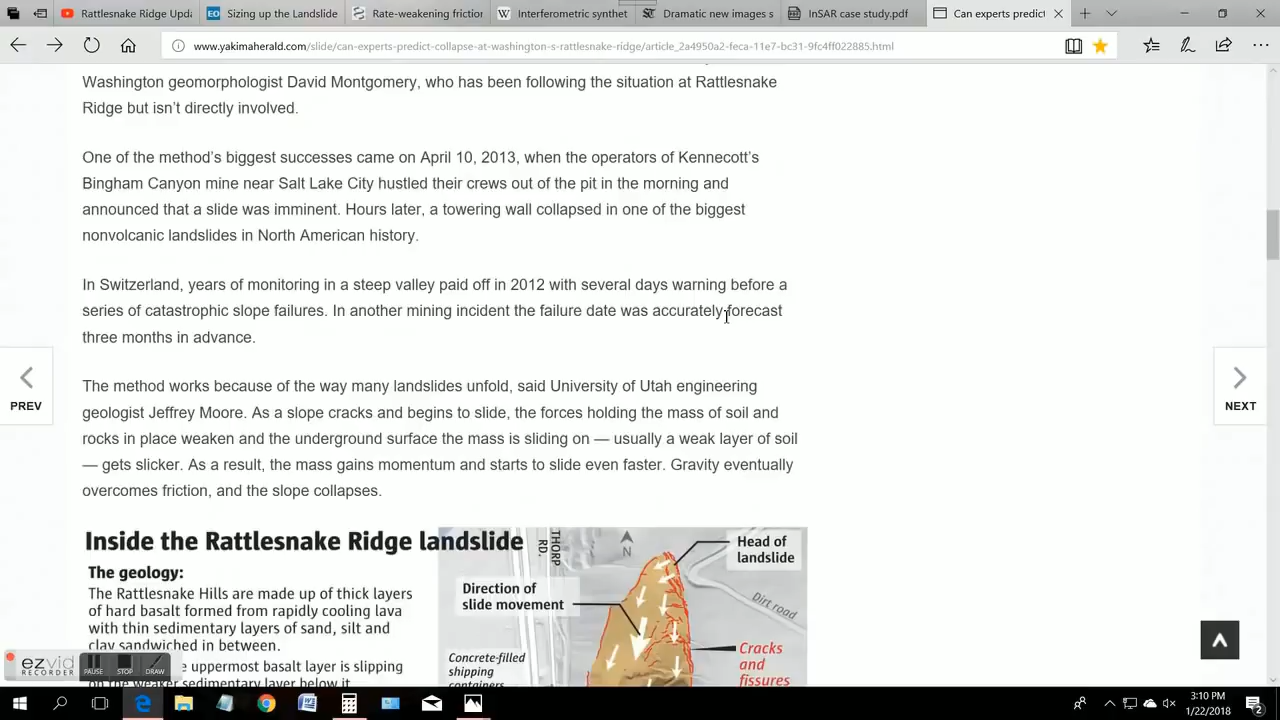 Rattlesnake Ridge Upda
Sizing Up the Landslide
Rate-weakening friction
Interferometric synthet
Dramatic new images s
InSAR case study.pdf
Can experts predict
www.yakimaherald.com/slide/can-experts-predict-collapse-at-washington-s-rattlesnake-ridge/article_2a4950a2-feca-11e7-bc31-9fc4ff022885.html
Washington geomorphologist David Montgomery, who has been following the situation at Rattlesnake
Ridge but isn't directly involved.
One of the method's biggest successes came on April 10, 2013, when the operators of Kennecott's
Bingham Canyon mine near Salt Lake City hustled their crews out of the pit in the morning and
announced that a slide was imminent. Hours later, a towering wall collapsed in one of the biggest
nonvolcanic landslides in North American history.
In Switzerland, years of monitoring in a steep valley paid off in 2012 with several days warning before a
series of catastrophic slope failures. In another mining incident the failure date was accurately forecast
three months in advance.
PREV
NEXT
The method works because of the way many landslides unfold, said University of Utah engineering
geologist Jeffrey Moore. As a slope cracks and begins to slide, the forces holding the mass of soil and
rocks in place weaken and the underground surface the mass is sliding on — usually a weak layer of soil
— gets slicker. As a result, the mass gains momentum and starts to slide even faster. Gravity eventually
overcomes friction, and the slope collapses.
Inside the Rattlesnake Ridge landslide
The geology:
The Rattlesnake Hills are made up of thick layers
of hard basalt formed from rapidly cooling lava
with thin sedimentary layers of sand, silt and
clay sandwiched in between.
uppermost basalt layer is slipping
on the weaker sedimentary layer below it.
THORP
RD.
N
Head of
landslide
Direction of
slide movement
Dirt road
Cracks
and
fissures
Concrete-filled
shipping
containers
ezvid
RECORDER
PAUSE
STOP
DRAW
3:10 PM
1/22/2018
2